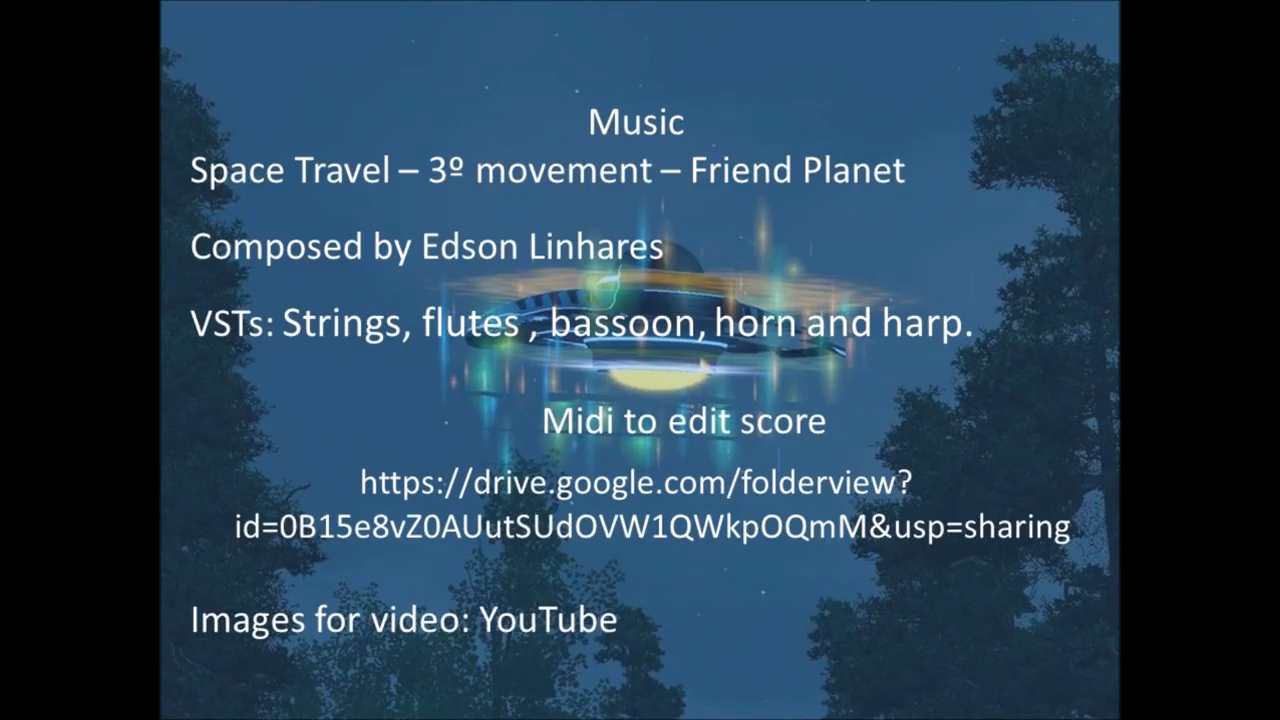 Music
Space Travel – 3º movement – Friend Planet
Composed by Edson Linhares
VSTs: Strings, flutes , bassoon, horn and harp.
Midi to edit score
https://drive.google.com/folderview?
id=0B15e8vZ0AUutSUdOVW1QWkpOQmM&usp=sharing
Images for video: YouTube